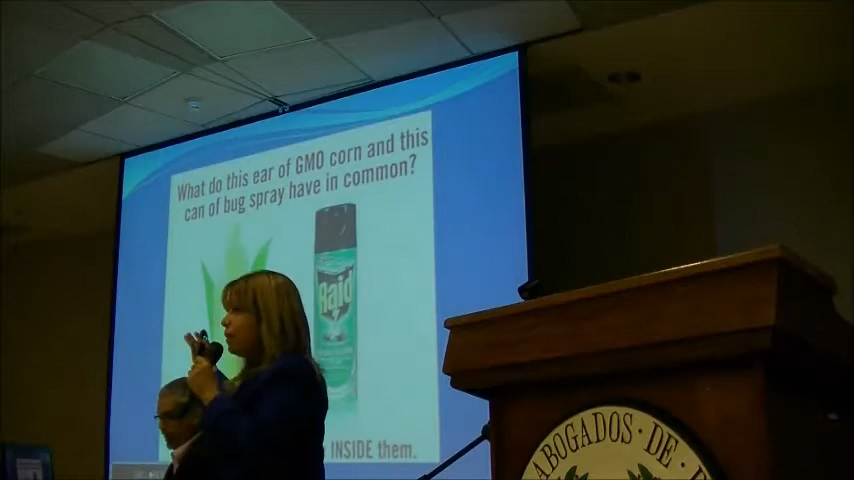 What do this ear of GMO corn and this
can of bug spray have in common?
Raid
INSIDE them.
ABOGADOS · DE ·